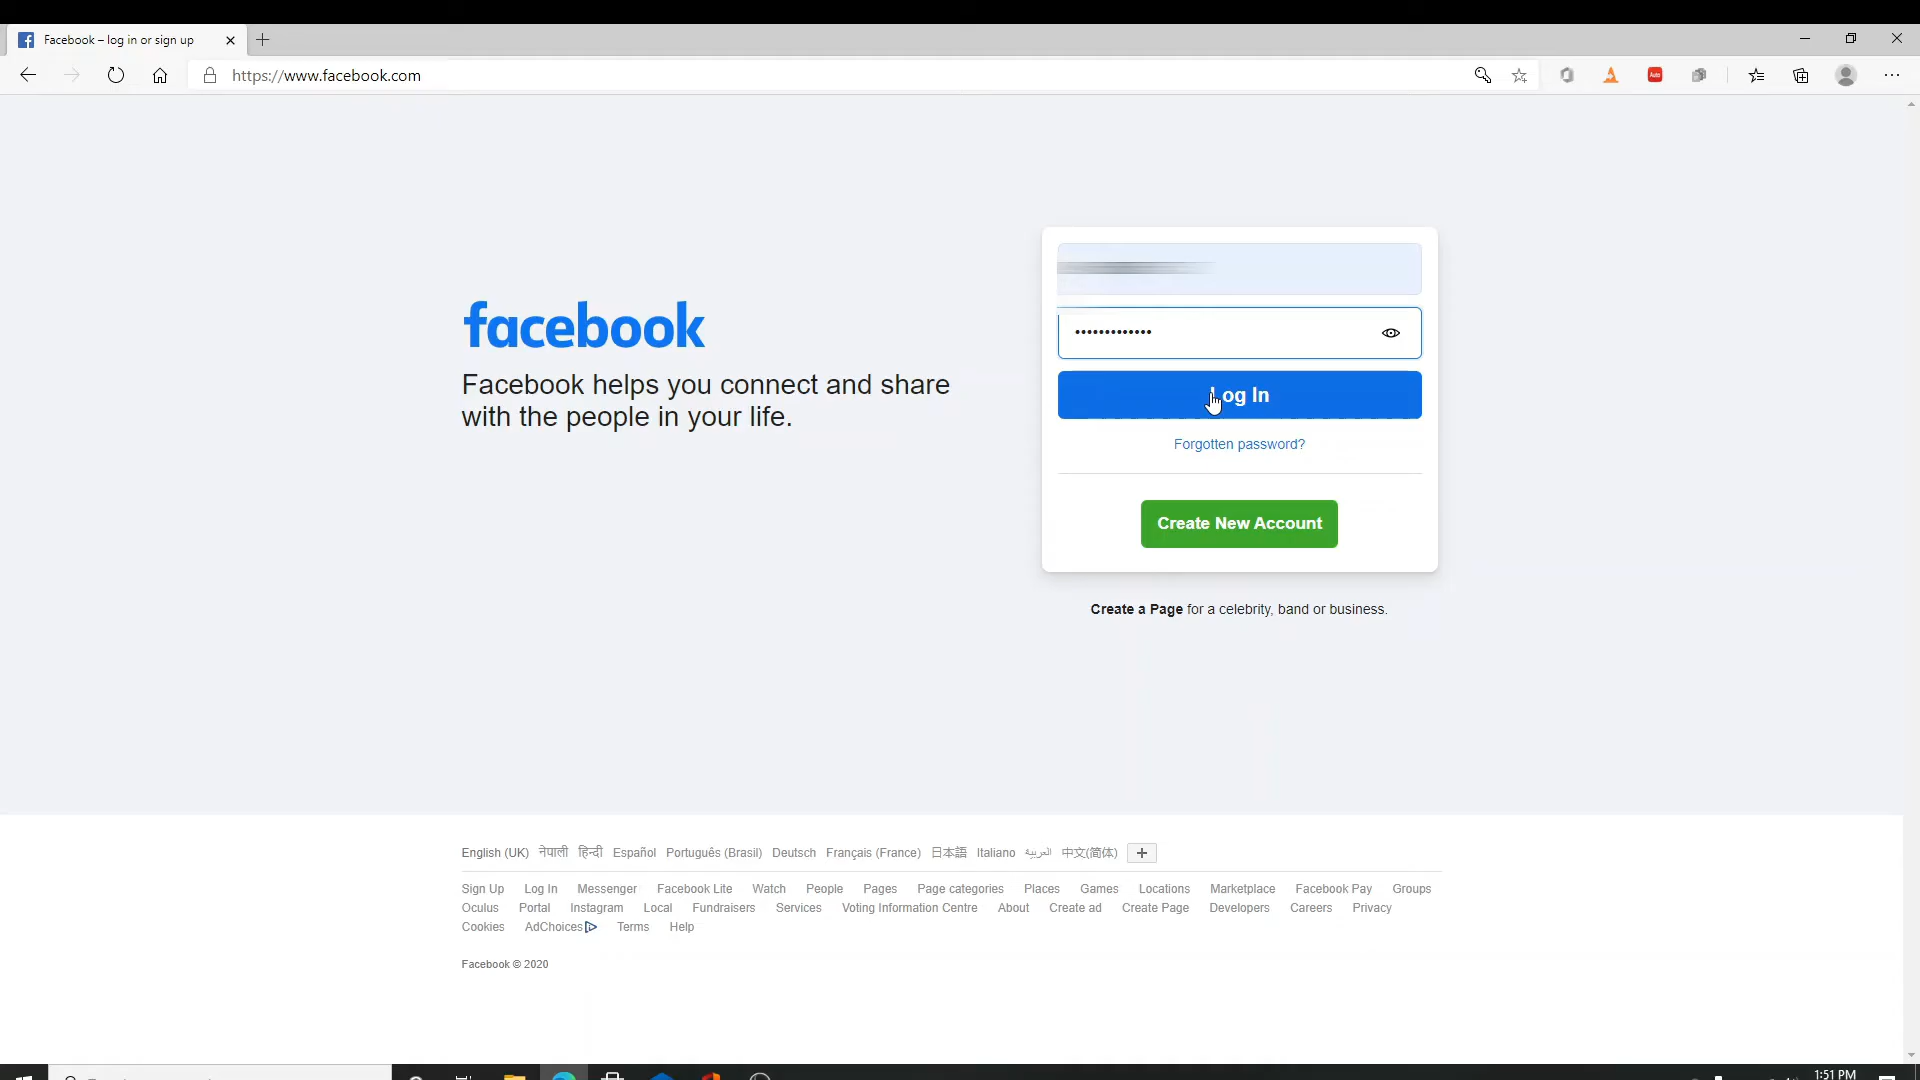 Facebook – log in or sign up
https://www.facebook.com
facebook
Facebook helps you connect and share
with the people in your life.
•••••••••••••
Log In
Forgotten password?
Create New Account
Create a Page for a celebrity, band or business.
English (UK) नेपाली हिन्दी Español Português (Brasil) Deutsch Français (France) 日本語 Italiano العربية 中文(简体) +
Sign Up Log In Messenger Facebook Lite Watch People Pages Page categories Places Games Locations Marketplace Facebook Pay Groups
Oculus Portal Instagram Local Fundraisers Services Voting Information Centre About Create ad Create Page Developers Careers Privacy
Cookies AdChoices Terms Help
Facebook © 2020
1:51 PM